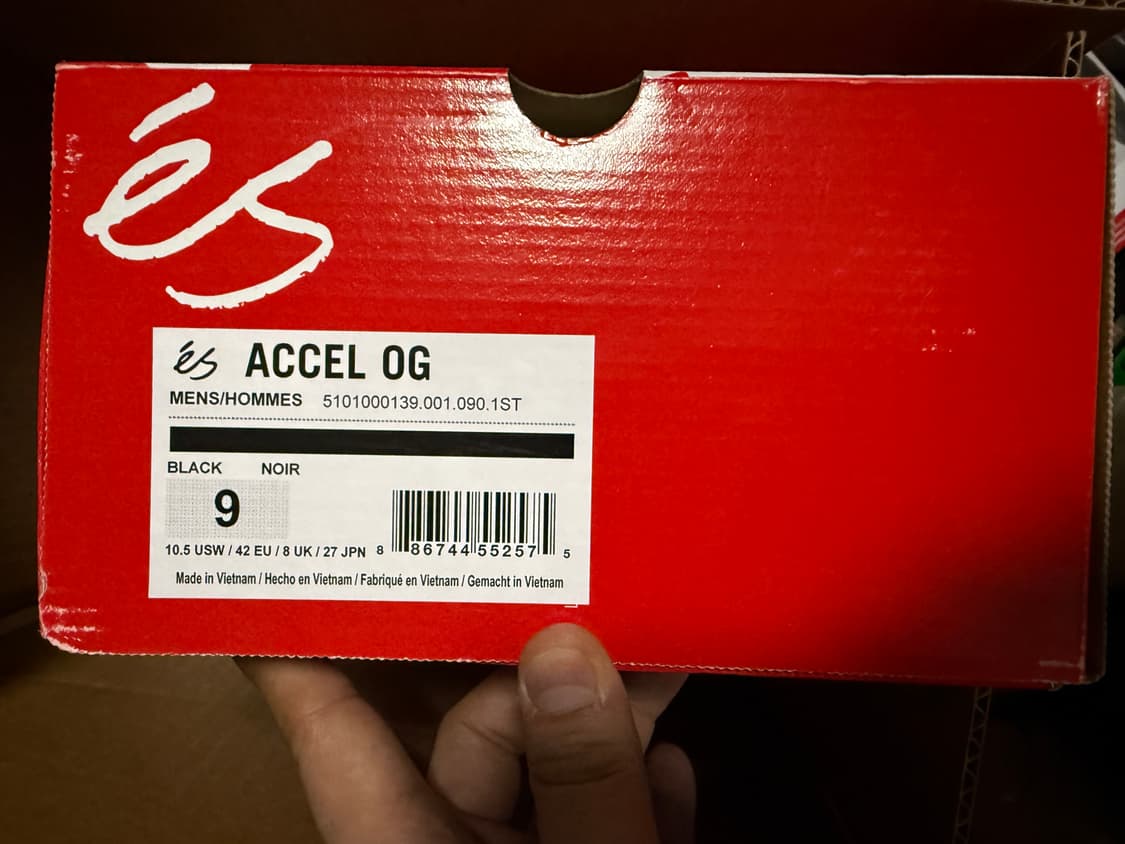 és
és ACCEL OG
MENS/HOMMES 5101000139.001.090.1ST
BLACK NOIR
9
10.5 USW / 42 EU / 8 UK / 27 JPN
8 86744 55257 5
Made in Vietnam / Hecho en Vietnam / Fabriqué en Vietnam / Gemacht in Vietnam